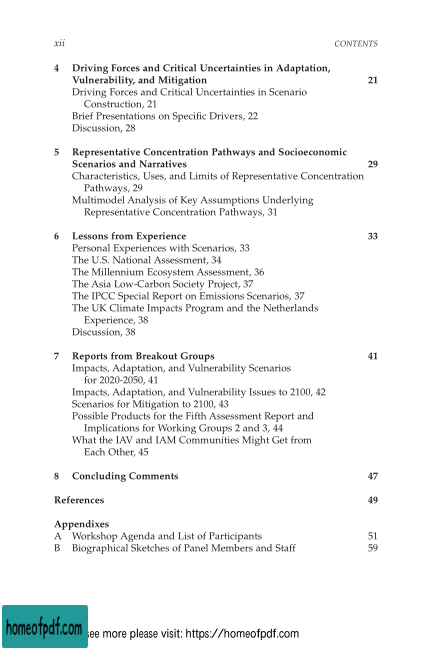 xii
CONTENTS
4 Driving Forces and Critical Uncertainties in Adaptation,
Vulnerability, and Mitigation 21
Driving Forces and Critical Uncertainties in Scenario
Construction, 21
Brief Presentations on Specific Drivers, 22
Discussion, 28
5 Representative Concentration Pathways and Socioeconomic
Scenarios and Narratives 29
Characteristics, Uses, and Limits of Representative Concentration
Pathways, 29
Multimodel Analysis of Key Assumptions Underlying
Representative Concentration Pathways, 31
6 Lessons from Experience 33
Personal Experiences with Scenarios, 33
The U.S. National Assessment, 34
The Millennium Ecosystem Assessment, 36
The Asia Low-Carbon Society Project, 37
The IPCC Special Report on Emissions Scenarios, 37
The UK Climate Impacts Program and the Netherlands
Experience, 38
Discussion, 38
7 Reports from Breakout Groups 41
Impacts, Adaptation, and Vulnerability Scenarios
for 2020-2050, 41
Impacts, Adaptation, and Vulnerability Issues to 2100, 42
Scenarios for Mitigation to 2100, 43
Possible Products for the Fifth Assessment Report and
Implications for Working Groups 2 and 3, 44
What the IAV and IAM Communities Might Get from
Each Other, 45
8 Concluding Comments 47
References 49
Appendixes
A Workshop Agenda and List of Participants 51
B Biographical Sketches of Panel Members and Staff 59
homeofpdf.com
see more please visit: https://homeofpdf.com